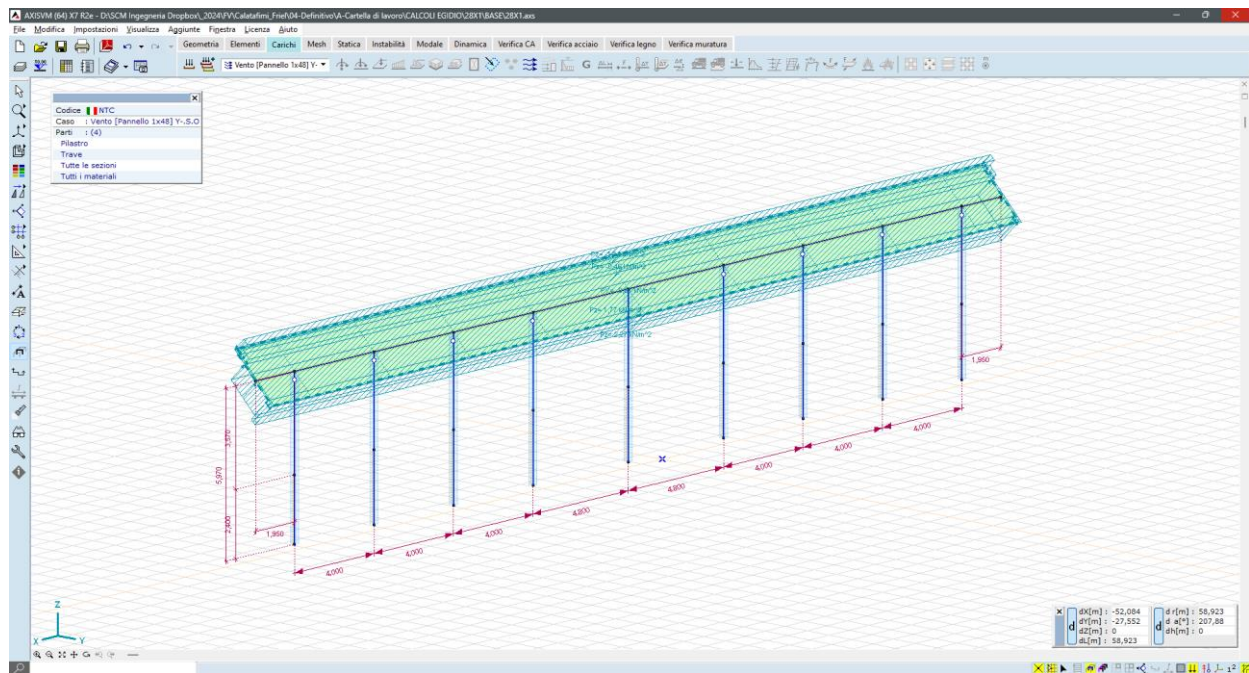 AXISVM (64) X7 R2e - D:\SCM Ingegneria Dropbox\_2024\FV\Calatafimi_Friel\04-Definitivo\A-Cartella di lavoro\CALCOLI EGIDIO\28X1\BASE\28X1.axs
File Modifica Impostazioni Visualizza Aggiunte Finestra Licenza Aiuto
Geometria Elementi Carichi Mesh Statica Instabilità Modale Dinamica Verifica CA Verifica acciaio Verifica legno Verifica muratura
Vento [Pannello 1x48] Y-
Codice NTC
Caso : Vento [Pannello 1x48] Y-.S.O
Parti : (4)
Pilastro
Trave
Tutte le sezioni
Tutti i materiali
1,950
3,570
5,970
2,400
1,950
4,000
4,000
4,000
4,800
4,800
4,000
4,000
4,000
Z
X
Y
d
dX[m] : -52,084
dY[m] : -27,552
dZ[m] : 0
dL[m] : 58,923
d
d r[m] : 58,923
d a[°] : 207,88
dh[m] : 0